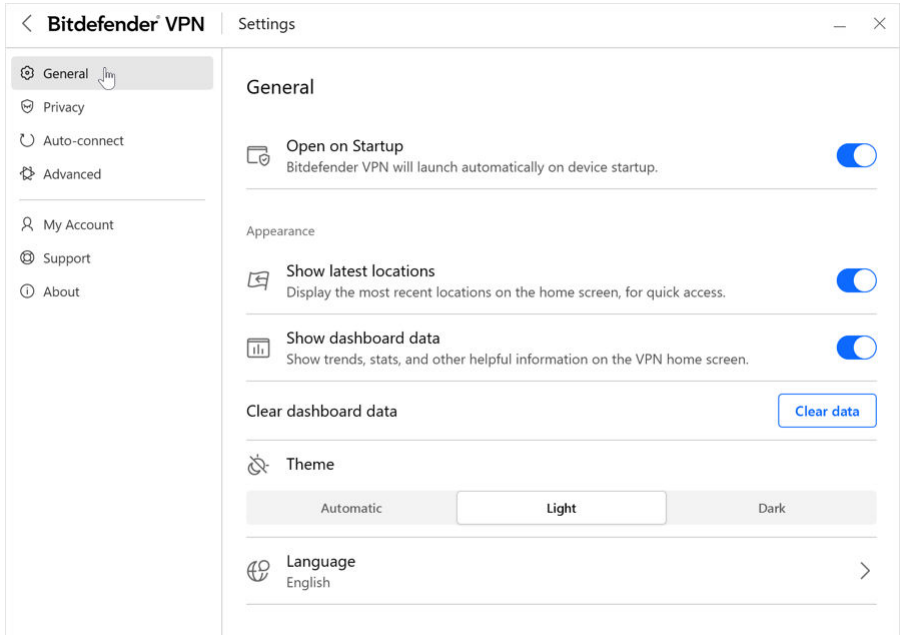 Bitdefender® VPN Settings
General
Privacy
Auto-connect
Advanced
My Account
Support
About
General
Open on Startup
Bitdefender VPN will launch automatically on device startup.
Appearance
Show latest locations
Display the most recent locations on the home screen, for quick access.
Show dashboard data
Show trends, stats, and other helpful information on the VPN home screen.
Clear dashboard data
Clear data
Theme
Automatic Light Dark
Language
English